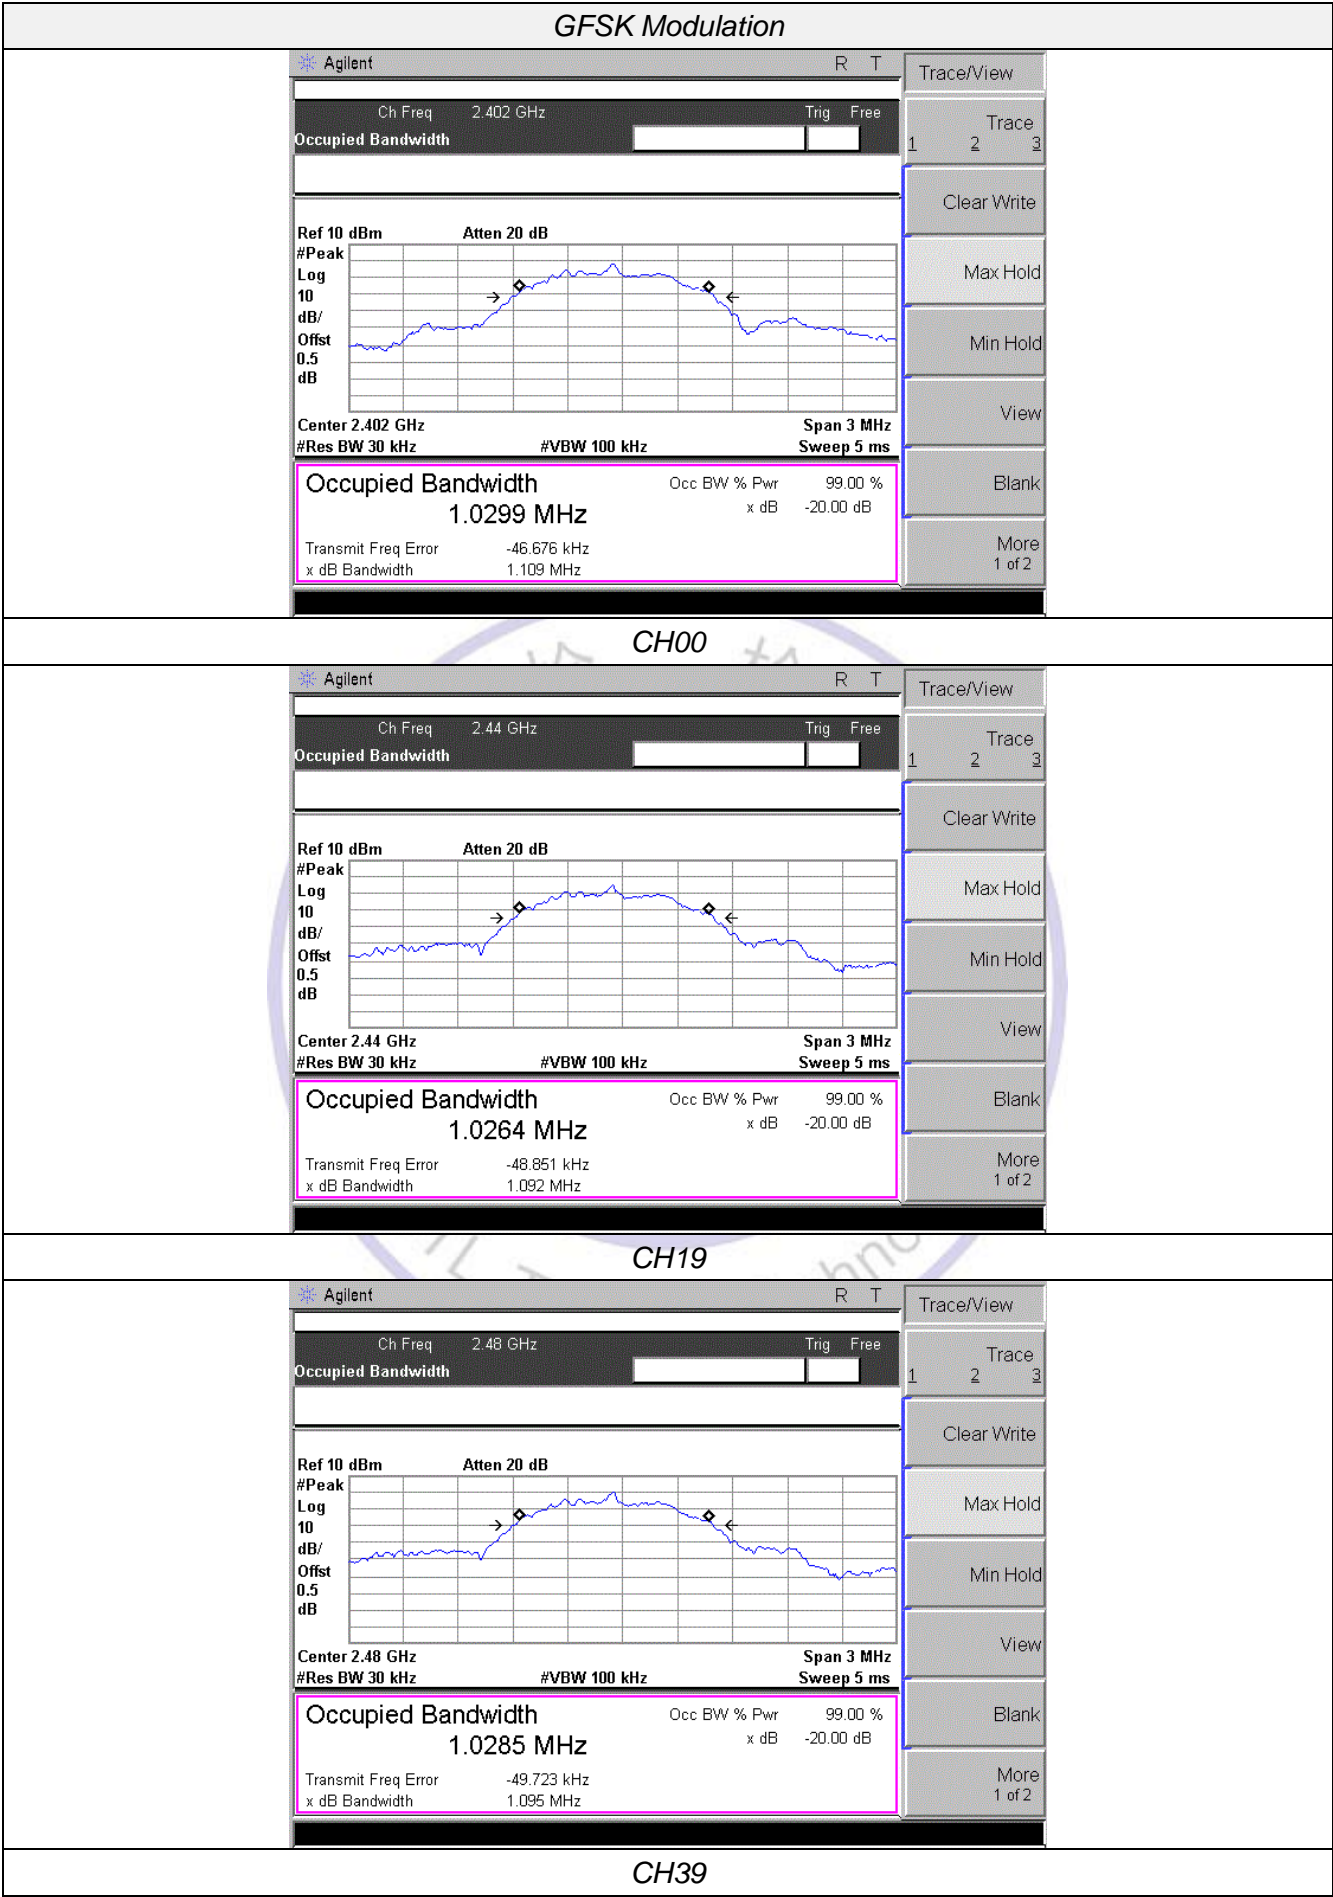 GFSK Modulation
Agilent R T
Trace/View
Ch Freq 2.402 GHz Trig Free
Occupied Bandwidth
Trace
1 2 3
Clear Write
Ref 10 dBm Atten 20 dB
#Peak
Log
10
dB/
Offst
0.5
dB
Max Hold
Min Hold
View
Center 2.402 GHz Span 3 MHz
#Res BW 30 kHz #VBW 100 kHz Sweep 5 ms
Occupied Bandwidth Occ BW % Pwr 99.00 %
1.0299 MHz x dB -20.00 dB
Transmit Freq Error -46.676 kHz
x dB Bandwidth 1.109 MHz
Blank
More
1 of 2
CH00
Agilent R T
Trace/View
Ch Freq 2.44 GHz Trig Free
Occupied Bandwidth
Trace
1 2 3
Clear Write
Ref 10 dBm Atten 20 dB
#Peak
Log
10
dB/
Offst
0.5
dB
Max Hold
Min Hold
View
Center 2.44 GHz Span 3 MHz
#Res BW 30 kHz #VBW 100 kHz Sweep 5 ms
Occupied Bandwidth Occ BW % Pwr 99.00 %
1.0264 MHz x dB -20.00 dB
Transmit Freq Error -48.851 kHz
x dB Bandwidth 1.092 MHz
Blank
More
1 of 2
CH19
Agilent R T
Trace/View
Ch Freq 2.48 GHz Trig Free
Occupied Bandwidth
Trace
1 2 3
Clear Write
Ref 10 dBm Atten 20 dB
#Peak
Log
10
dB/
Offst
0.5
dB
Max Hold
Min Hold
View
Center 2.48 GHz Span 3 MHz
#Res BW 30 kHz #VBW 100 kHz Sweep 5 ms
Occupied Bandwidth Occ BW % Pwr 99.00 %
1.0285 MHz x dB -20.00 dB
Transmit Freq Error -49.723 kHz
x dB Bandwidth 1.095 MHz
Blank
More
1 of 2
CH39